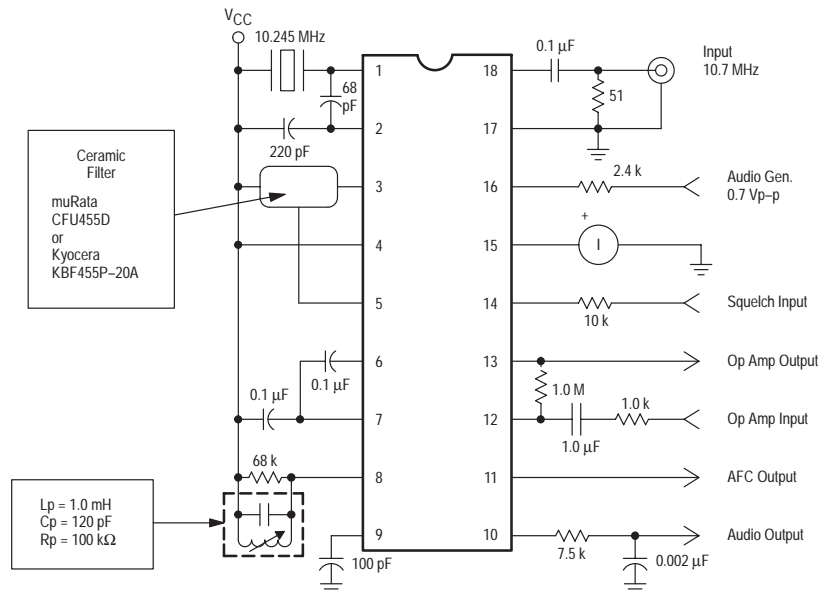 VCC
10.245 MHz
68
pF
220 pF
Ceramic
Filter
muRata
CFU455D
or
Kyocera
KBF455P–20A
0.1 µF
0.1 µF
68 k
Lp = 1.0 mH
Cp = 120 pF
Rp = 100 kΩ
100 pF
1
2
3
4
5
6
7
8
9
18
17
16
15
14
13
12
11
10
0.1 µF
Input
10.7 MHz
51
2.4 k
Audio Gen.
0.7 Vp–p
+
I
10 k
Squelch Input
Op Amp Output
1.0 M
1.0 k
Op Amp Input
1.0 µF
AFC Output
Audio Output
7.5 k
0.002 µF